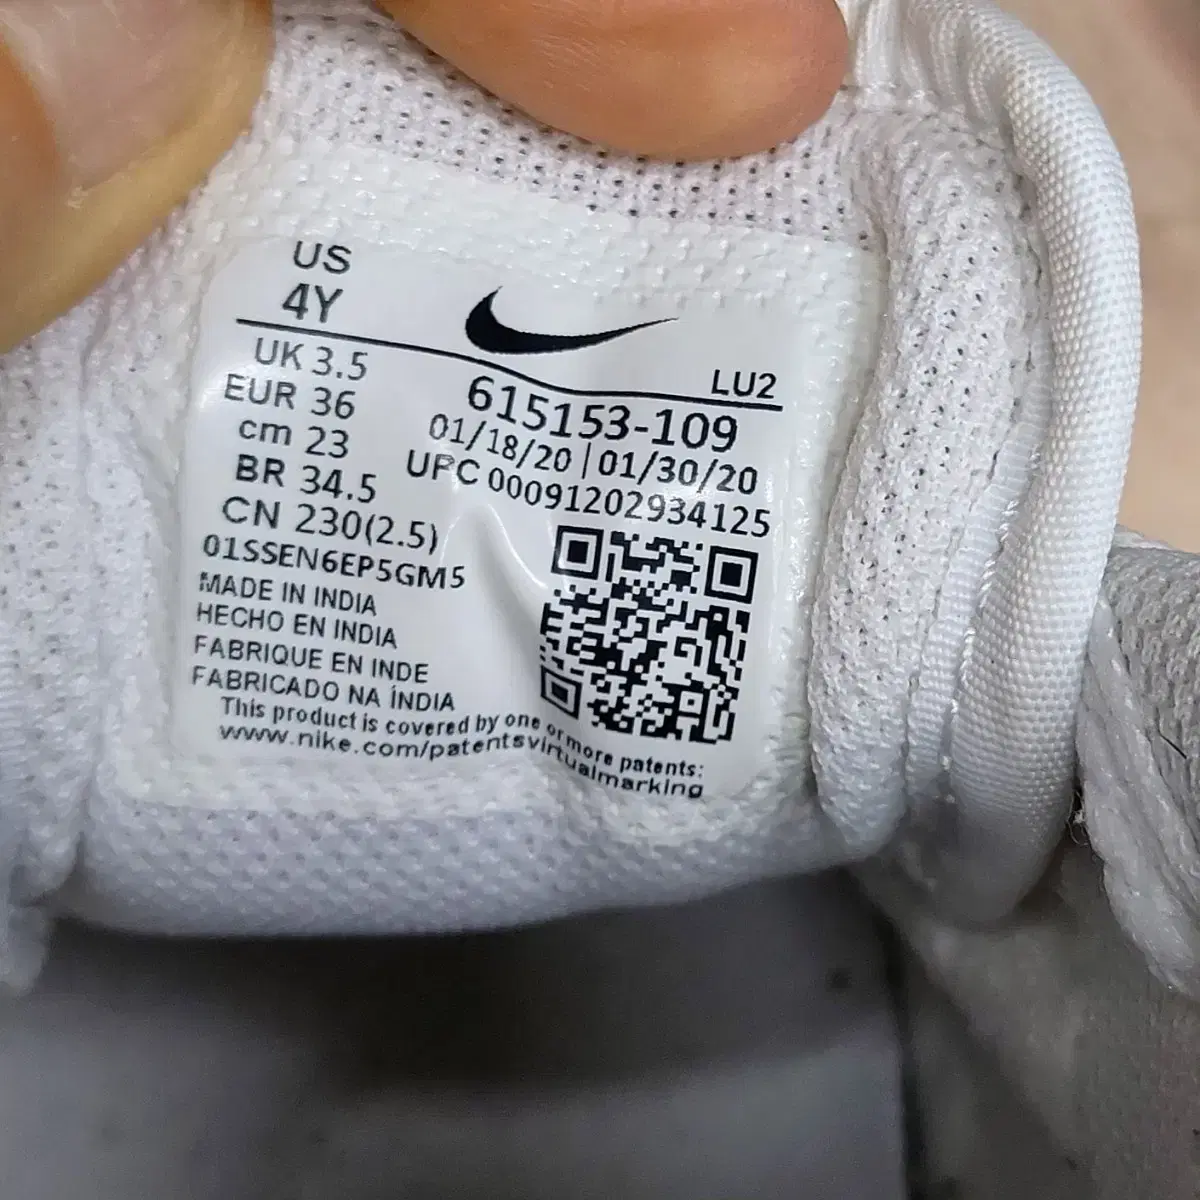 US
4Y
UK 3.5
EUR 36
cm 23
BR 34.5
CN 230(2.5)
LU2
615153-109
01/18/20 | 01/30/20
UPC 00091202934125
01SSEN6EP5GM5
MADE IN INDIA
HECHO EN INDIA
FABRIQUE EN INDE
FABRICADO NA ÍNDIA
This product is covered by one or more patents:
www.nike.com/patentsvirtualmarking